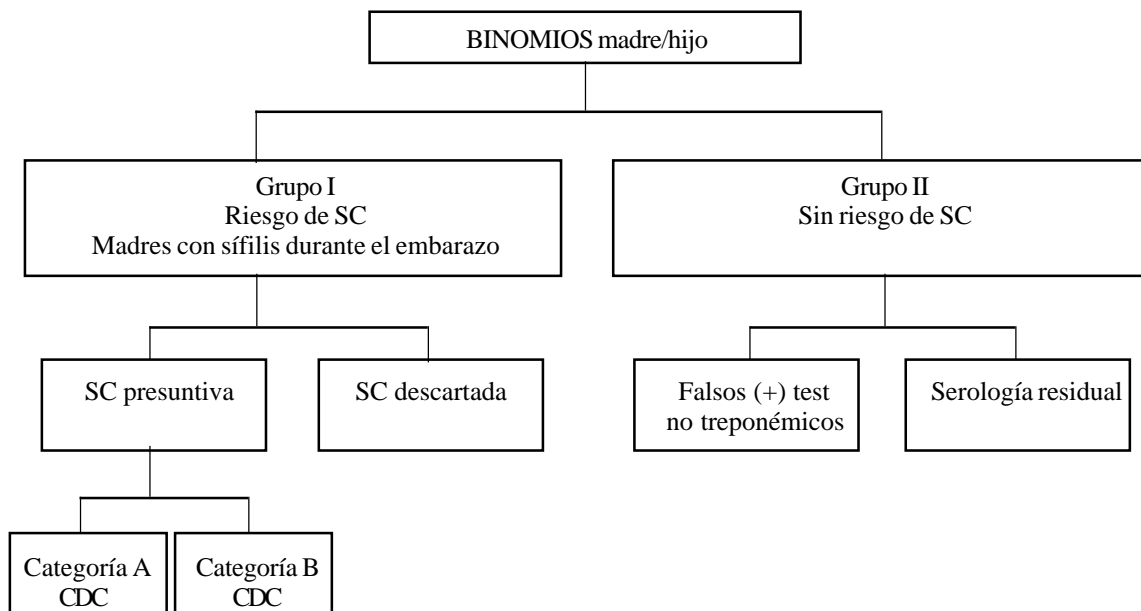 BINOMIOS madre/hijo
Grupo I
Riesgo de SC
Madres con sífilis durante el embarazo
Grupo II
Sin riesgo de SC
SC presuntiva
SC descartada
Falsos (+) test
no treponémicos
Serología residual
Categoría A
CDC
Categoría B
CDC